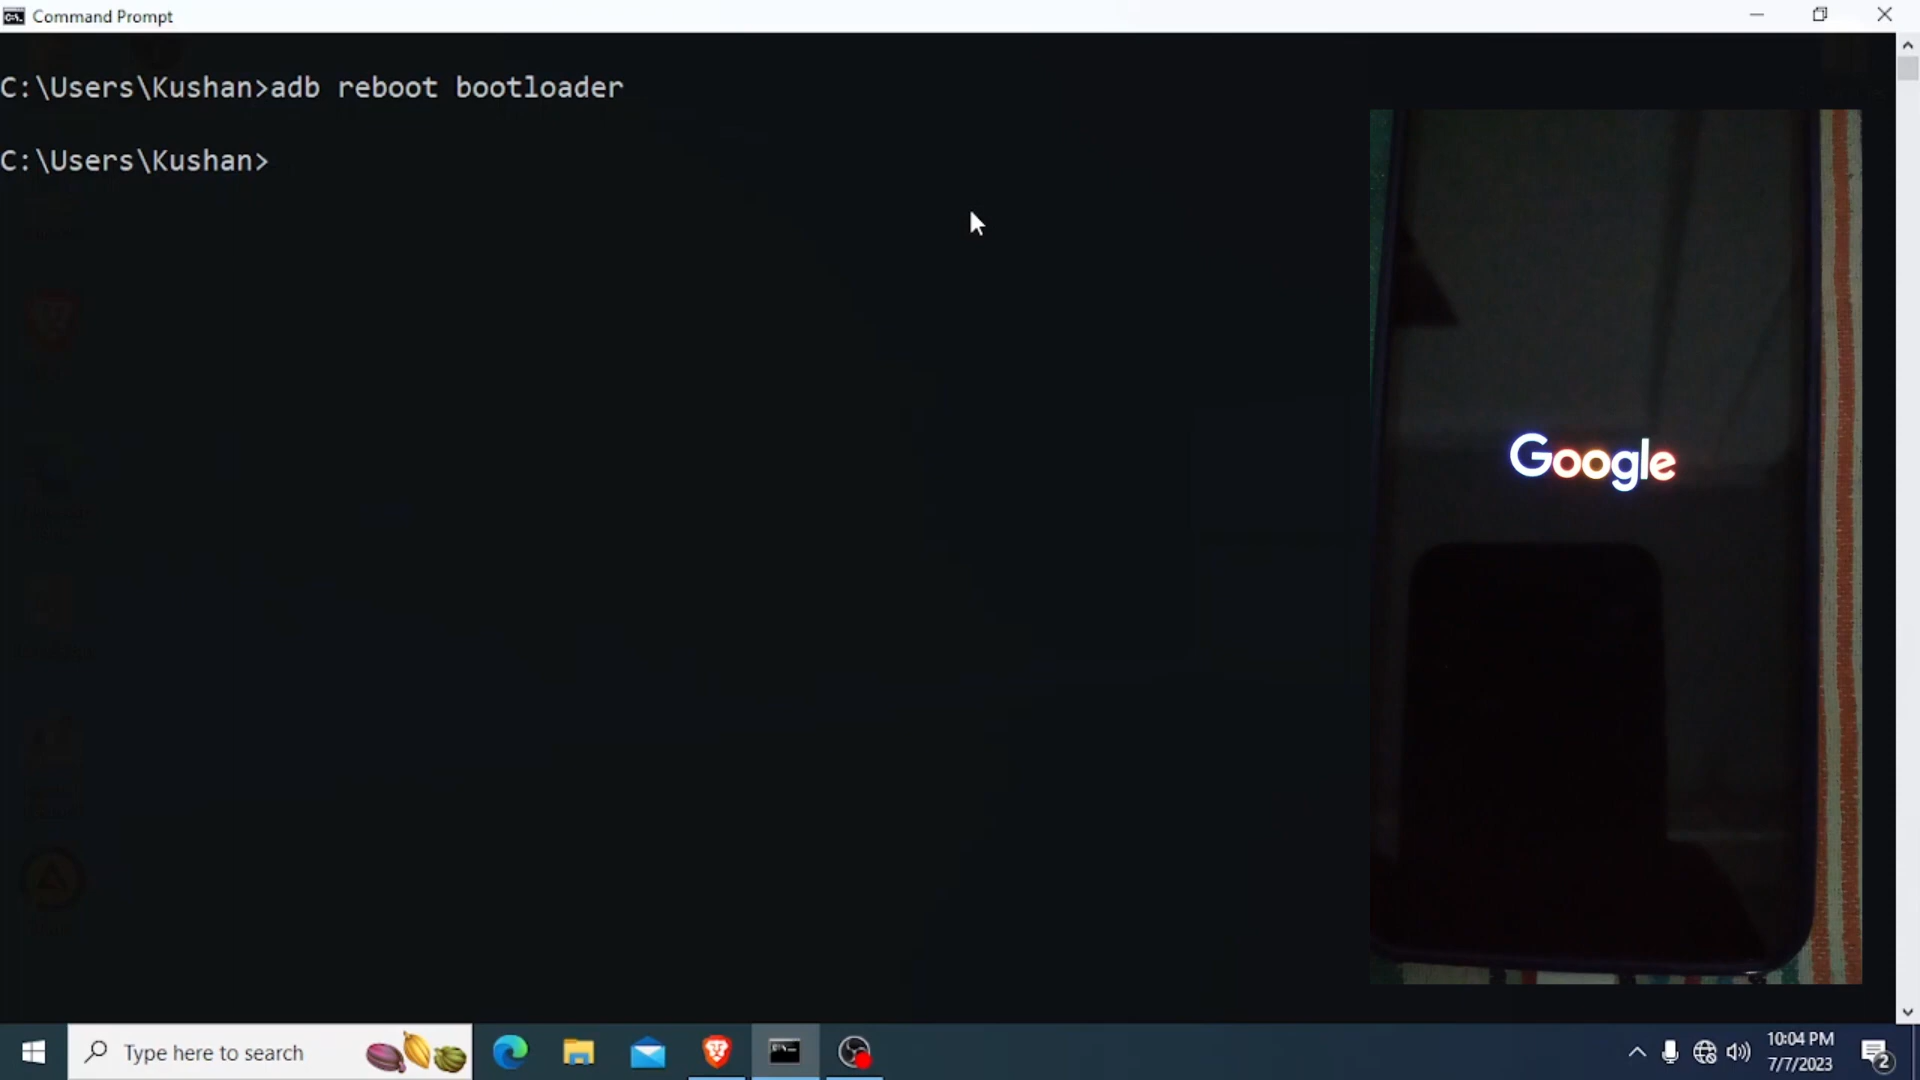 Command Prompt
C:\Users\Kushan>adb reboot bootloader
C:\Users\Kushan>
Google
Type here to search
10:04 PM
7/7/2023
2